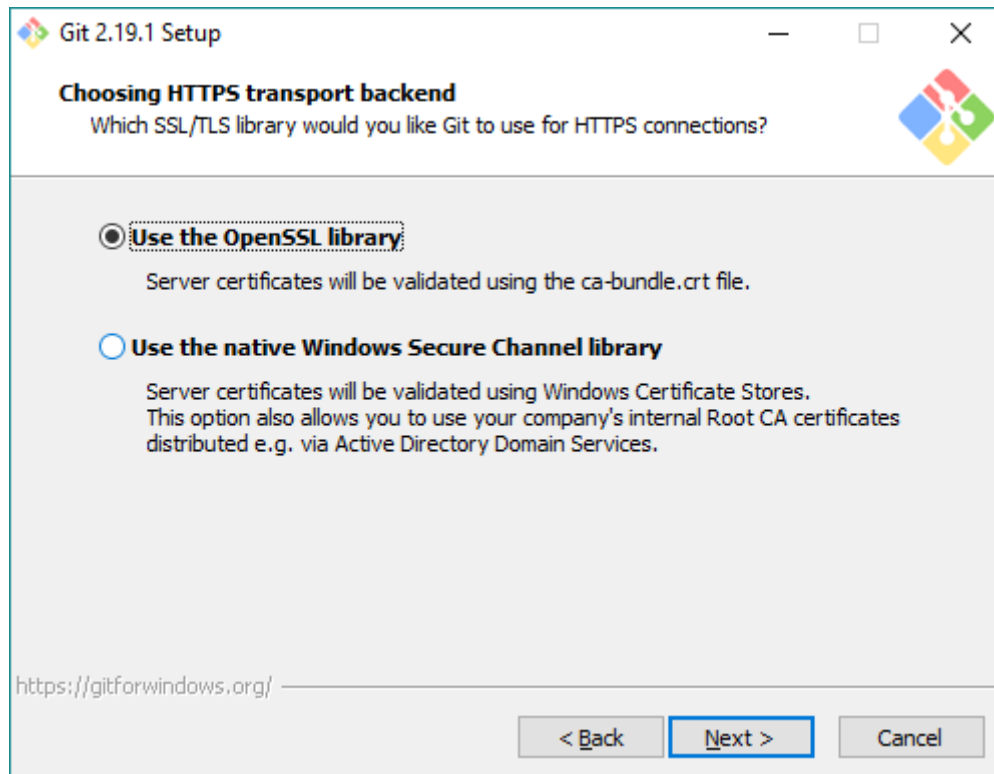 Git 2.19.1 Setup
Choosing HTTPS transport backend
Which SSL/TLS library would you like Git to use for HTTPS connections?
Use the OpenSSL library
Server certificates will be validated using the ca-bundle.crt file.
Use the native Windows Secure Channel library
Server certificates will be validated using Windows Certificate Stores.
This option also allows you to use your company's internal Root CA certificates
distributed e.g. via Active Directory Domain Services.
https://gitforwindows.org/
< Back
Next >
Cancel